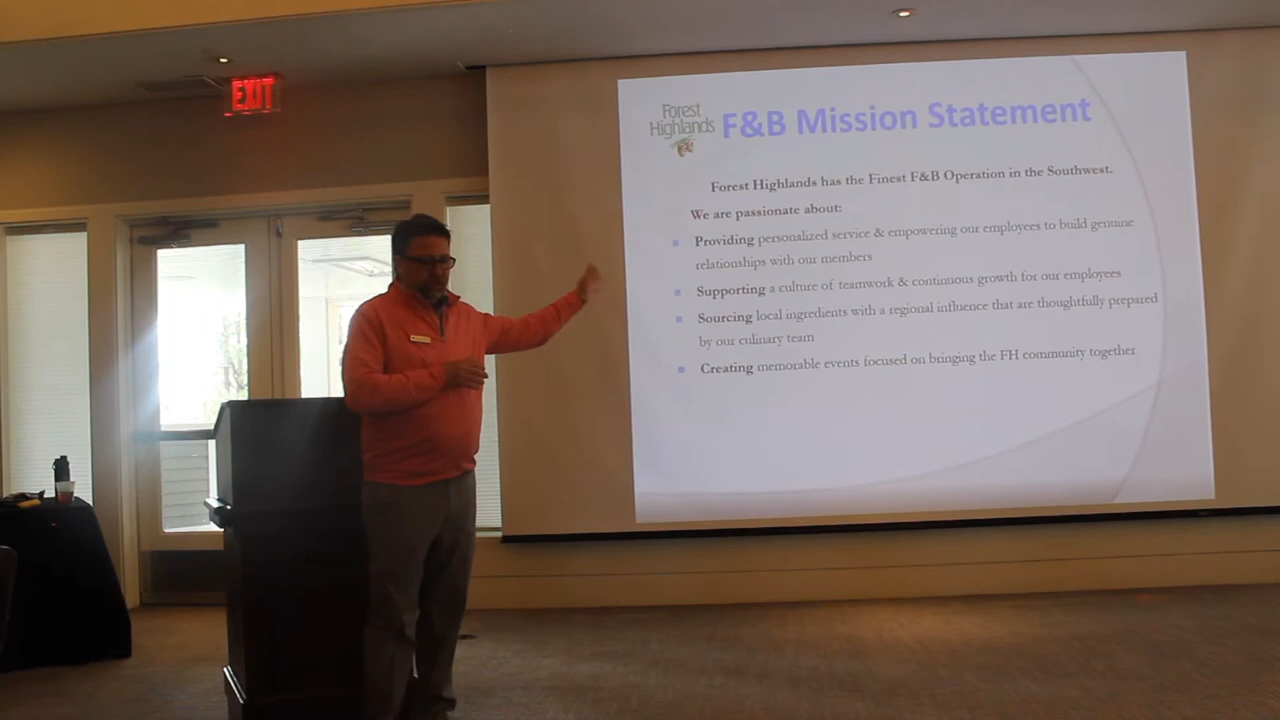 EXIT
Forest
Highlands
F&B Mission Statement
Forest Highlands has the Finest F&B Operation in the Southwest.
We are passionate about:
Providing personalized service & empowering our employees to build genuine
relationships with our members
Supporting a culture of teamwork & continuous growth for our employees
Sourcing local ingredients with a regional influence that are thoughtfully prepared
by our culinary team
Creating memorable events focused on bringing the FH community together